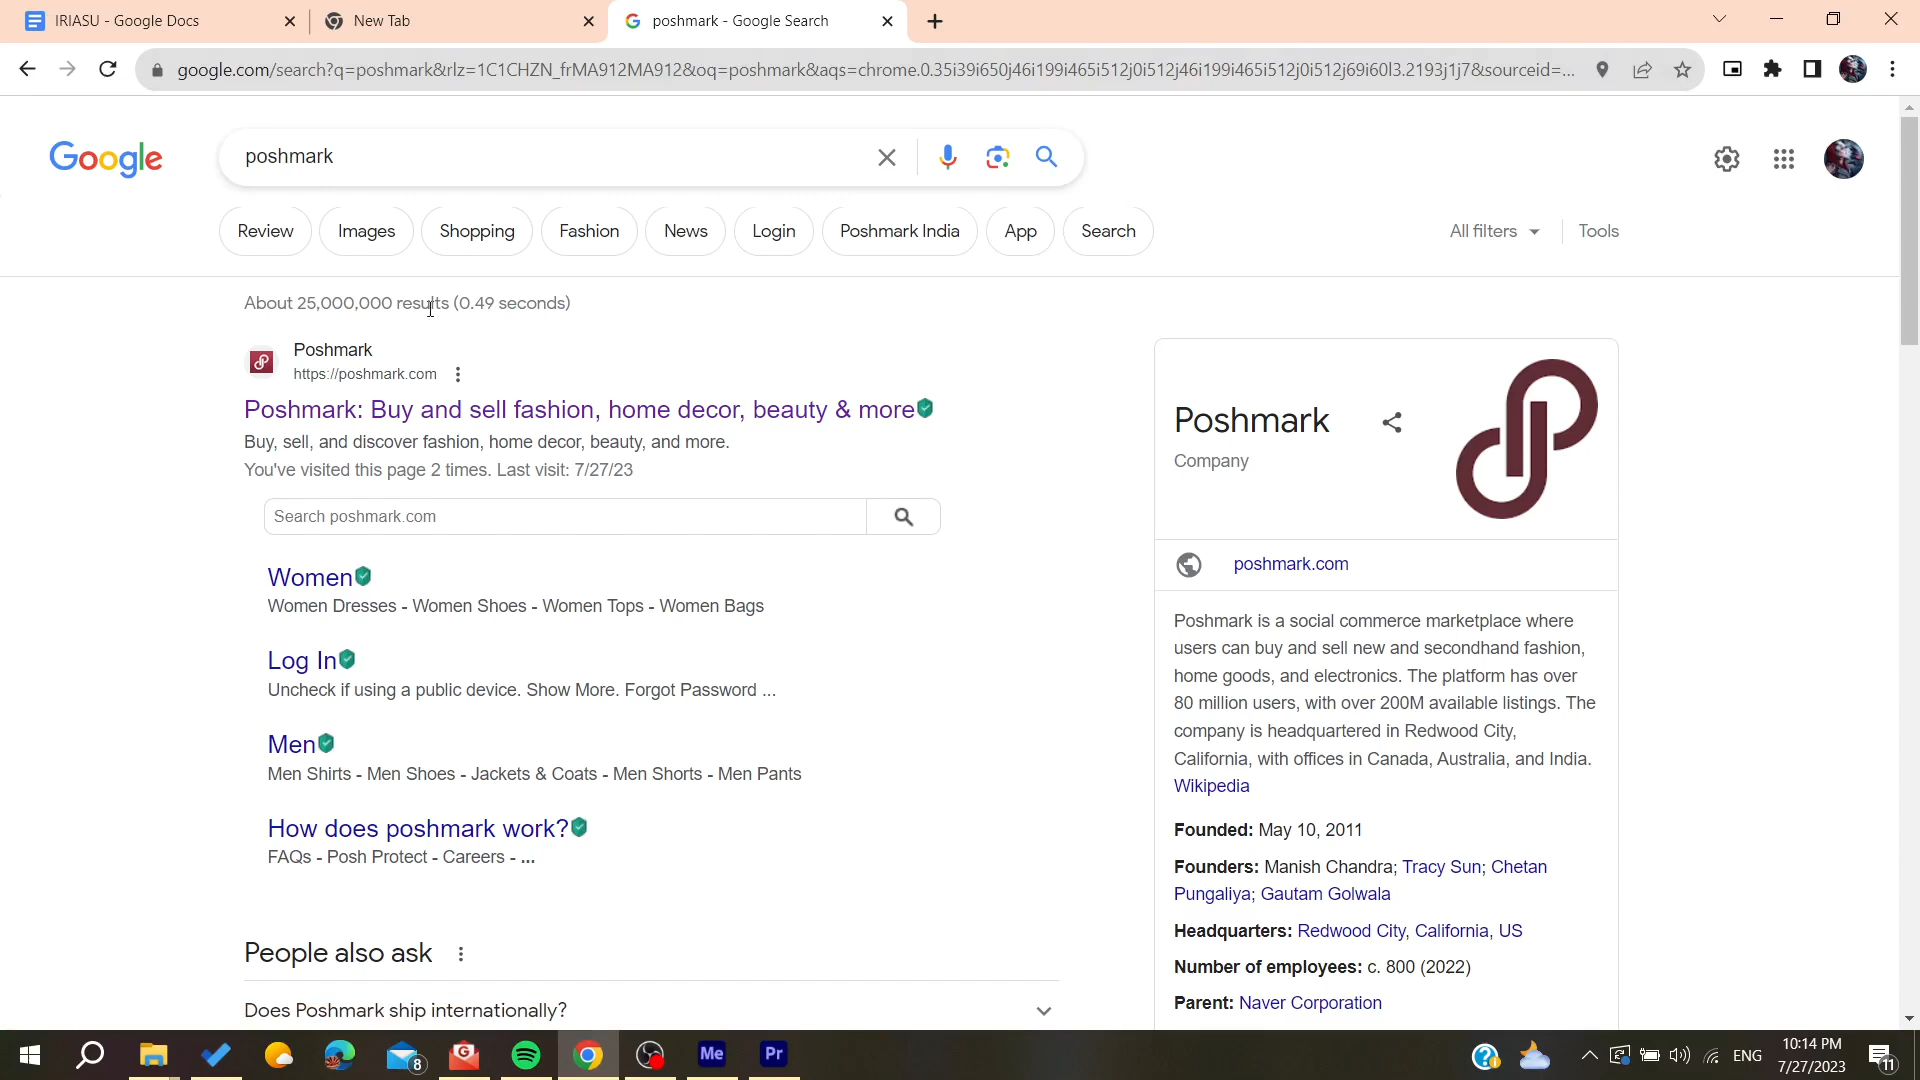 IRIASU - Google Docs
New Tab
poshmark - Google Search
google.com/search?q=poshmark&rlz=1C1CHZN_frMA912MA912&oq=poshmark&aqs=chrome.0.35i39i650j46i199i465i512j0i512j46i199i465i512j0i512j69i60l3.2193j1j7&sourceid=...
Google
poshmark
Review
Images
Shopping
Fashion
News
Login
Poshmark India
App
Search
All filters
Tools
About 25,000,000 results (0.49 seconds)
Poshmark
https://poshmark.com
Poshmark: Buy and sell fashion, home decor, beauty & more
Buy, sell, and discover fashion, home decor, beauty, and more.
You've visited this page 2 times. Last visit: 7/27/23
Search poshmark.com
Women
Women Dresses - Women Shoes - Women Tops - Women Bags
Log In
Uncheck if using a public device. Show More. Forgot Password ...
Men
Men Shirts - Men Shoes - Jackets & Coats - Men Shorts - Men Pants
How does poshmark work?
FAQs - Posh Protect - Careers - ...
People also ask
Does Poshmark ship internationally?
Poshmark
Company
poshmark.com
Poshmark is a social commerce marketplace where
users can buy and sell new and secondhand fashion,
home goods, and electronics. The platform has over
80 million users, with over 200M available listings. The
company is headquartered in Redwood City,
California, with offices in Canada, Australia, and India.
Wikipedia
Founded: May 10, 2011
Founders: Manish Chandra; Tracy Sun; Chetan
Pungaliya; Gautam Golwala
Headquarters: Redwood City, California, US
Number of employees: c. 800 (2022)
Parent: Naver Corporation
8
Me
Pr
ENG
10:14 PM
7/27/2023
11